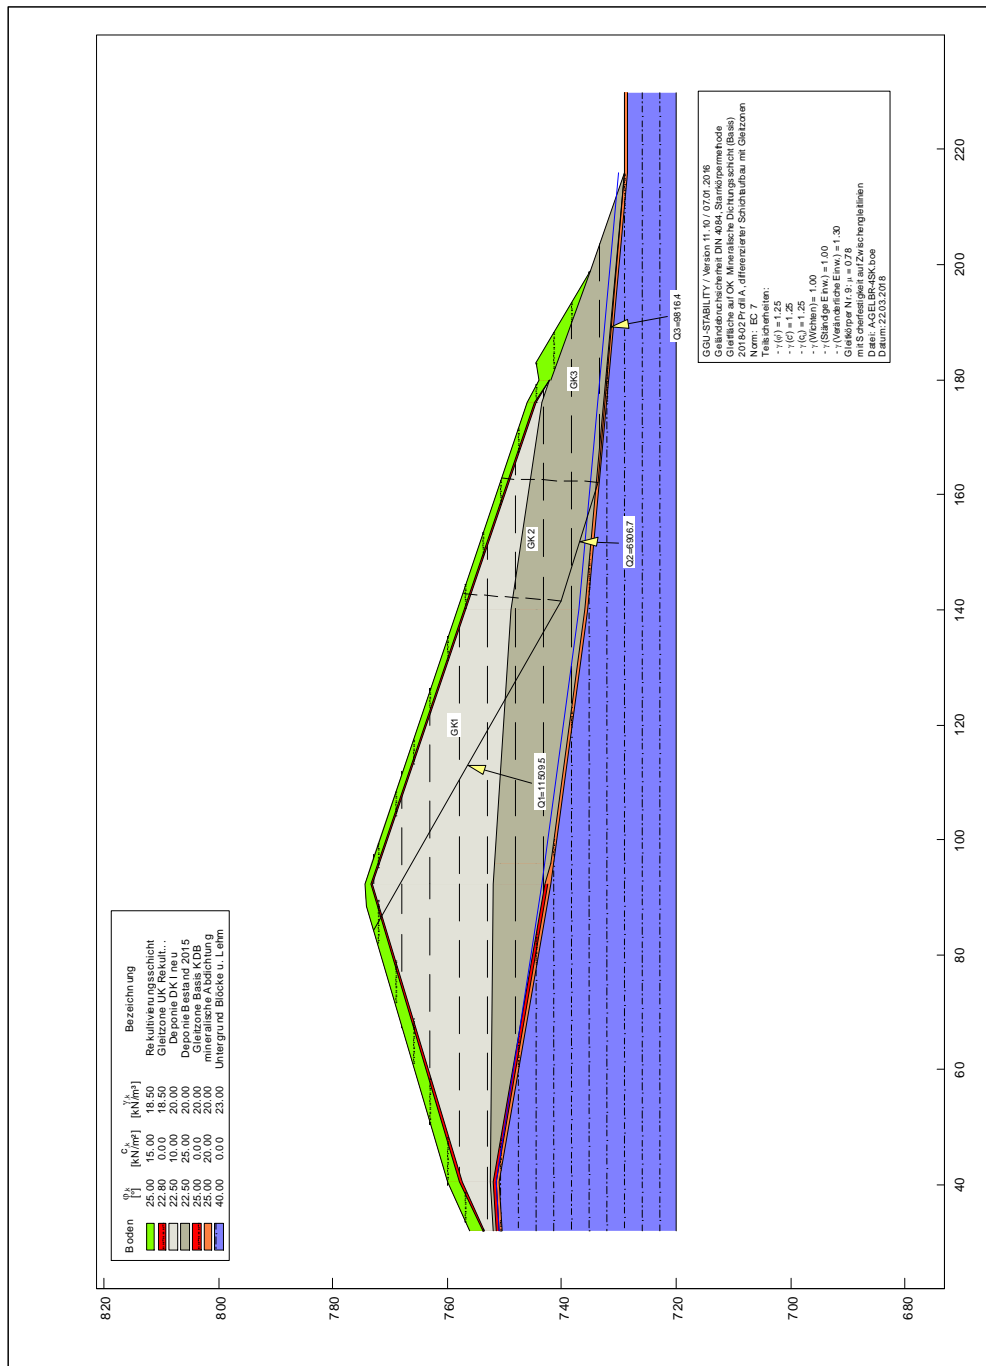 Boden
φk
[°]
ck
[kN/m²]
γk
[kN/m³]
Bezeichnung
25.00 15.00 18.50 Rekultivierungsschicht
22.80 0.00 18.50 Gleitzone UK Rekult...
22.50 10.00 20.00 Deponie DK I neu
22.50 25.00 20.00 Deponie Bestand 2015
25.00 0.00 20.00 Gleitzone Basis KDB
25.00 20.00 20.00 mineralische Abdichtung
40.00 0.00 23.00 Untergrund Blöcke u. Lehm
GGU-STABILITY / Version 11.10 / 07.01.2016
Geländebruchsicherheit DIN 4084, Starrkörpermethode
Gleitfläche auf OK Mineralische Dichtungsschicht (Basis)
2018-02 Profil A, differenzierter Schichtaufbau mit Gleitzonen
Norm: EC 7
Teilsicherheiten:
- γ(φ') = 1.25
- γ(c') = 1.25
- γ(cu) = 1.25
- γ(Wichten) = 1.00
- γ(Ständige Einw.) = 1.00
- γ(Veränderliche Einw.) = 1.30
Gleitkörper Nr. 9: μ = 0.78
mit Scherfestigkeit auf Zwischengleitlinien
Datei: A-GELBR-4SK.boe
Datum: 22.03.2018
GK1
GK2
GK3
Q1=11509.5
Q2=6906.7
Q3=9816.4
820
800
780
760
740
720
700
680
40
60
80
100
120
140
160
180
200
220